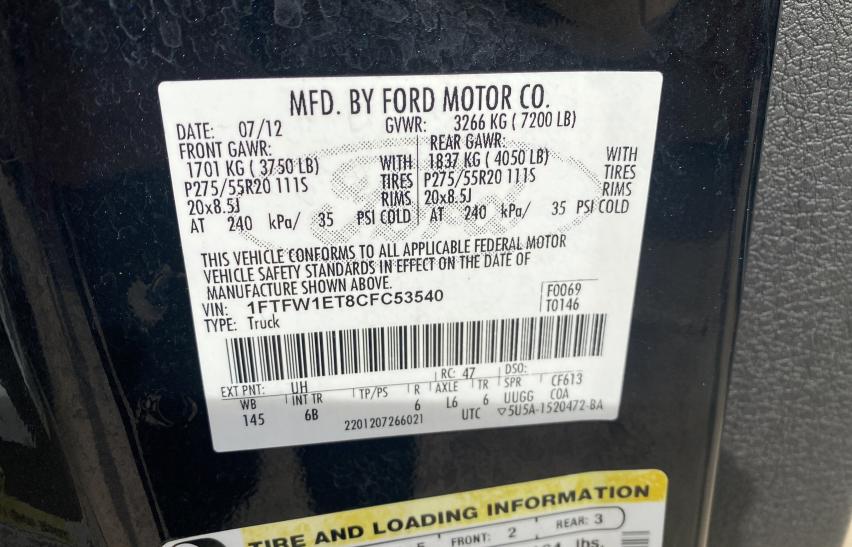 MFD. BY FORD MOTOR CO.
DATE: 07/12 GVWR: 3266 KG ( 7200 LB)
FRONT GAWR: REAR GAWR:
1701 KG ( 3750 LB) WITH 1837 KG ( 4050 LB) WITH
P275/55R20 111S TIRES P275/55R20 111S TIRES
20x8.5J RIMS 20x8.5J RIMS
AT 240 kPa/ 35 PSI COLD AT 240 kPa/ 35 PSI COLD
THIS VEHICLE CONFORMS TO ALL APPLICABLE FEDERAL MOTOR
VEHICLE SAFETY STANDARDS IN EFFECT ON THE DATE OF
MANUFACTURE SHOWN ABOVE.
VIN: 1FTFW1ET8CFC53540 F0069
TYPE: Truck T0146
EXT PNT: UH RC: 47 DSO:
WB INT TR TP/PS R AXLE TR SPR CF613
145 6B 6 L6 6 UUGG COA
2201207266021 UTC ▽5U5A-1520472-BA
Ford
TIRE AND LOADING INFORMATION
FRONT: 2 REAR: 3
lbs.